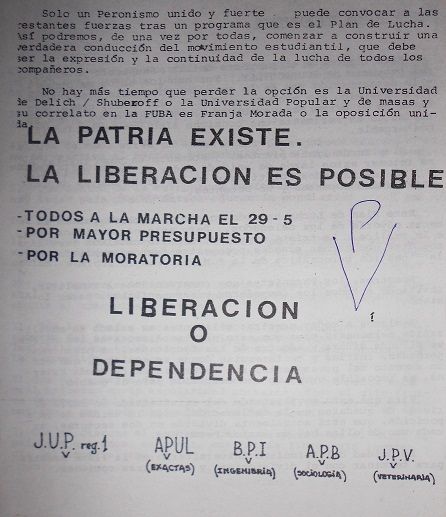 Solo un Peronismo unido y fuerte puede convocar a las
restantes fuerzas tras un programa que es el Plan de Lucha.
Así podremos, de una vez por todas, comenzar a construir una
verdadera conducción del movimiento estudiantil, que debe
ser la expresión y la continuidad de la lucha de todos los
compañeros.
No hay más tiempo que perder la opción es la Universidad
de Delich / Shuberoff o la Universidad Popular y de masas y
su correlato en la FUBA es Franja Morada o la oposición uni-
da.
LA PATRIA EXISTE.
LA LIBERACION ES POSIBLE
-TODOS A LA MARCHA EL 29-5
-POR MAYOR PRESUPUESTO
-POR LA MORATORIA
P
V
LIBERACION
O
DEPENDENCIA
J.U.P. reg.1 APUL B.P.I A.P.B J.P.V.
(EXACTAS) (INGENIERIA) (SOCIOLOGIA) (VETERINARIA)